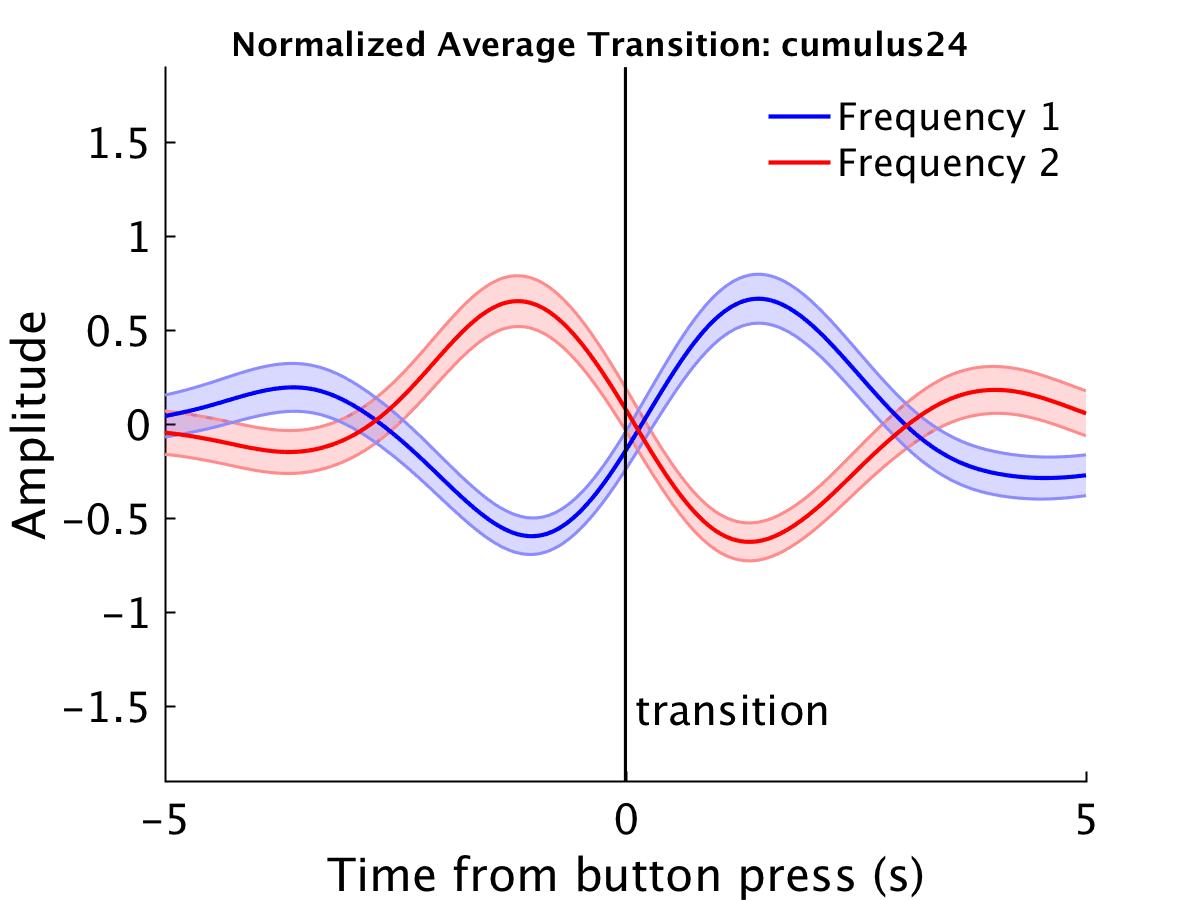 Normalized Average Transition: cumulus24
Frequency 1
Frequency 2
1.5
1
0.5
0
−0.5
−1
−1.5
Amplitude
transition
−5
0
5
Time from button press (s)